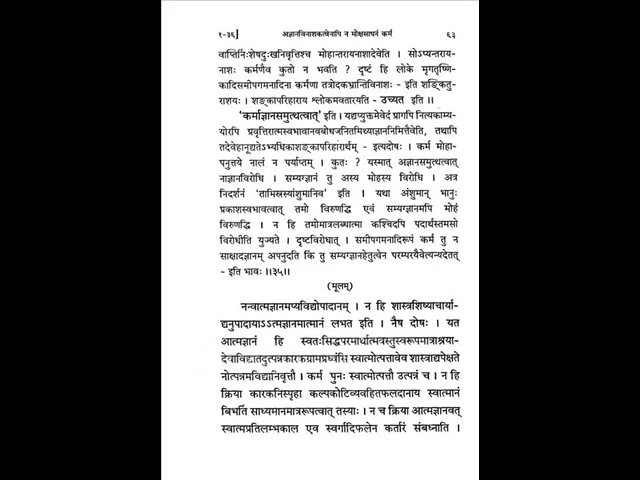 १-३६] अज्ञानविनाशकत्वेनापि न मोक्षसाधनं कर्म ६३
वाप्तिर्निःशेषदुःखनिवृत्तिश्च मोहान्तरायनाशादेवेति । सोऽप्यन्तराय-
नाशः कर्मणैव कुतो न भवति ? दृष्टं हि लोके मृगतृष्णि-
कादिसमीपगमनादिना कर्मणा तत्रोदकभ्रान्तिविनाशः - इति शङ्कितु-
राशयः । शङ्कापरिहाराय श्लोकमवतारयति - उच्यत इति ।।
'कर्माज्ञानसमुत्थत्वात्' इति । यद्यप्युक्तमेवेदं प्रागपि नित्यकाम्य-
योरपि प्रवृत्तिरात्मस्वभावानवबोधजनितमिथ्याज्ञाननिमित्तैवेति, तथापि
तदेवेहानूद्यतेऽभ्यधिकाशङ्कापरिहारार्थम् - इत्यदोषः । कर्म मोहा-
पनुत्तये नालं न पर्याप्तम् । कुतः ? यस्मात् अज्ञानसमुत्थत्वात्
नाज्ञानविरोधि । सम्यग्ज्ञानं तु अस्य मोहस्य विरोधि । अत्र
निदर्शनं 'तामिस्रस्यांशुमानिव' इति । यथा अंशुमान् भानुः
प्रकाशस्वभावत्वात् तमो विरुणद्धि एवं सम्यग्ज्ञानमपि मोहं
विरुणद्धि । न हि तमोमात्रलब्धात्मा कश्चिदपि पदार्थस्तमसो
विरोधीति युज्यते । दृष्टविरोधात् । समीपगमनादिरूपं कर्म तु न
साक्षादज्ञानम् अपनुदति किं तु सम्यग्ज्ञानहेतुत्वेन परम्परयैवेत्यन्यदेतत्
- इति भावः ।।३५।।
(मूलम्)
नन्वात्मज्ञानमप्यविद्योपादानम् । न हि शास्त्रशिष्याचार्या-
द्यनुपादायाऽऽत्मज्ञानमात्मानं लभत इति । नैष दोषः । यत
आत्मज्ञानं हि स्वतःसिद्धपरमार्थात्मवस्तुस्वरूपमात्राश्रया-
देवाविद्यातदुत्पन्नकारकग्रामप्रध्वंसि स्वात्मोत्पत्तावेव शास्त्राद्यपेक्षते
नोत्पन्नमविद्यानिवृत्तौ । कर्म पुनः स्वात्मोत्पत्तौ उत्पन्नं च । न हि
क्रिया कारकनिस्पृहा कल्पकोटिव्यवहितफलदानाय स्वात्मानं
बिभर्ति साध्यमानमात्ररूपत्वात् तस्याः । न च क्रिया आत्मज्ञानवत्
स्वात्मप्रतिलम्भकाल एव स्वर्गादिफलेन कर्तारं संबध्नाति ।